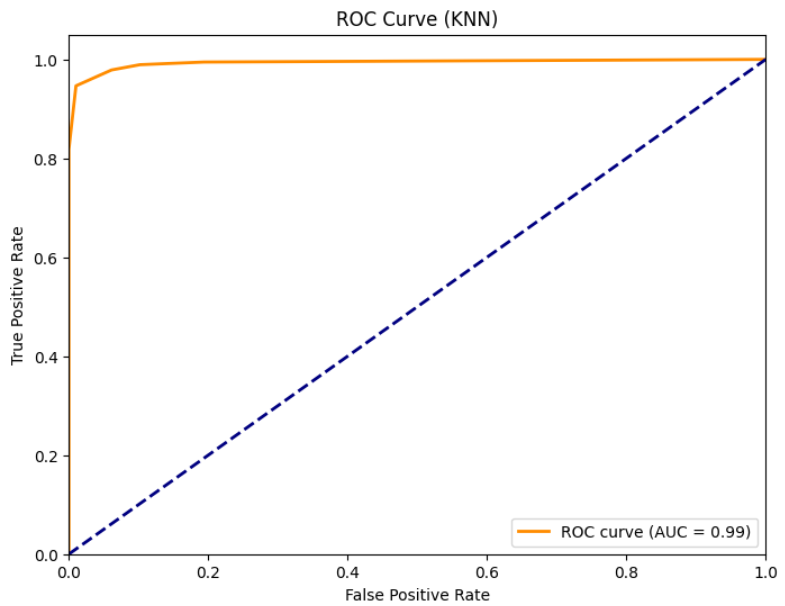 ROC Curve (KNN)
True Positive Rate
1.0
0.8
0.6
0.4
0.2
0.0
0.0 0.2 0.4 0.6 0.8 1.0
False Positive Rate
ROC curve (AUC = 0.99)